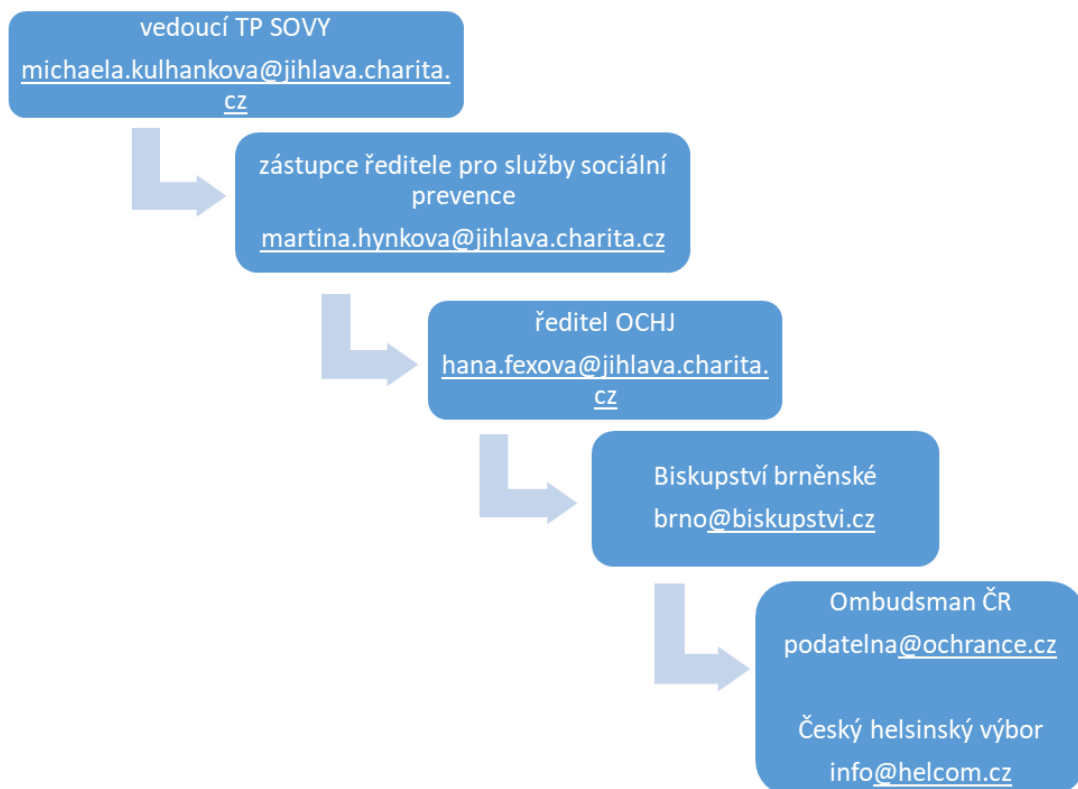 vedoucí TP SOVY
michaela.kulhankova@jihlava.charita.
cz
zástupce ředitele pro služby sociální
prevence
martina.hynkova@jihlava.charita.cz
ředitel OCHJ
hana.fexova@jihlava.charita.
cz
Biskupství brněnské
brno@biskupstvi.cz
Ombudsman ČR
podatelna@ochrance.cz
Český helsinský výbor
info@helcom.cz